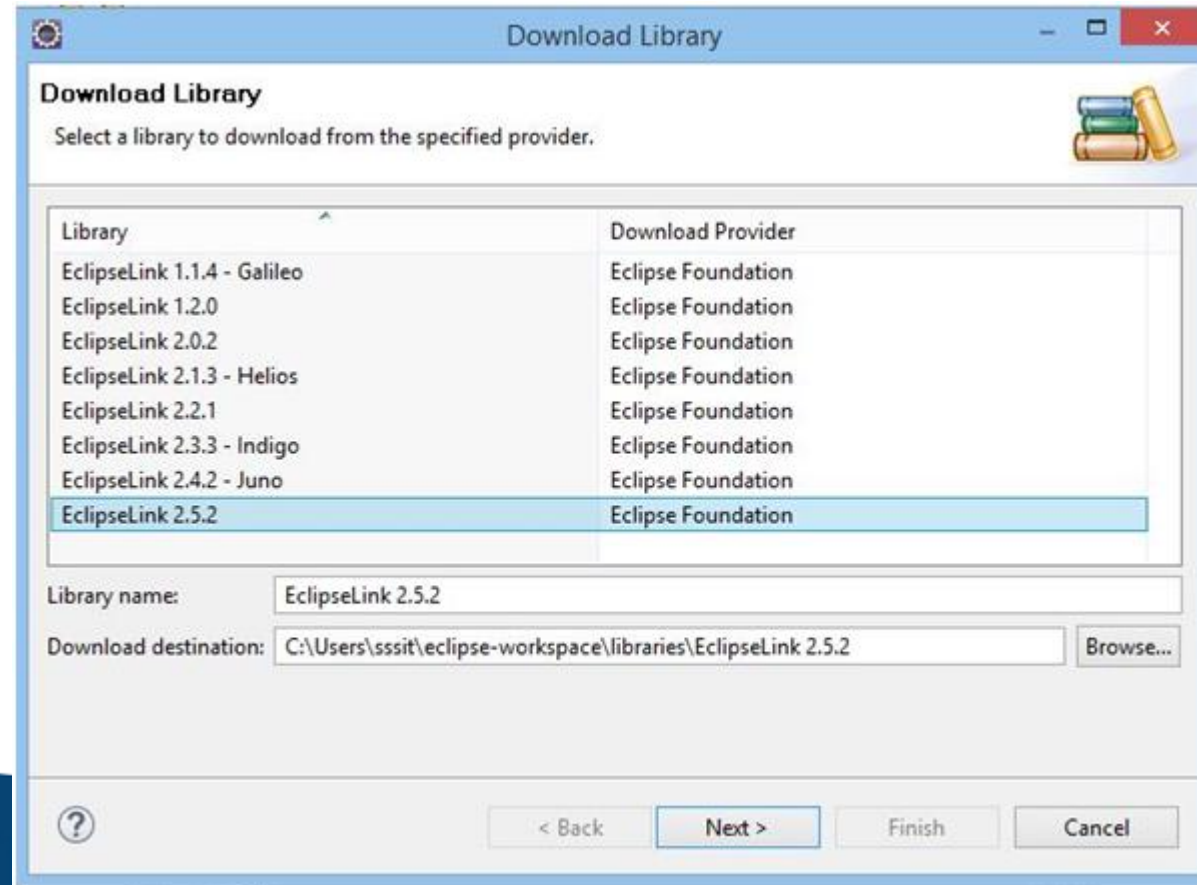 Download Library
Download Library
Select a library to download from the specified provider.
Library Download Provider
EclipseLink 1.1.4 - Galileo Eclipse Foundation
EclipseLink 1.2.0 Eclipse Foundation
EclipseLink 2.0.2 Eclipse Foundation
EclipseLink 2.1.3 - Helios Eclipse Foundation
EclipseLink 2.2.1 Eclipse Foundation
EclipseLink 2.3.3 - Indigo Eclipse Foundation
EclipseLink 2.4.2 - Juno Eclipse Foundation
EclipseLink 2.5.2 Eclipse Foundation
Library name: EclipseLink 2.5.2
Download destination: C:\Users\sssit\eclipse-workspace\libraries\EclipseLink 2.5.2 Browse...
? < Back Next > Finish Cancel